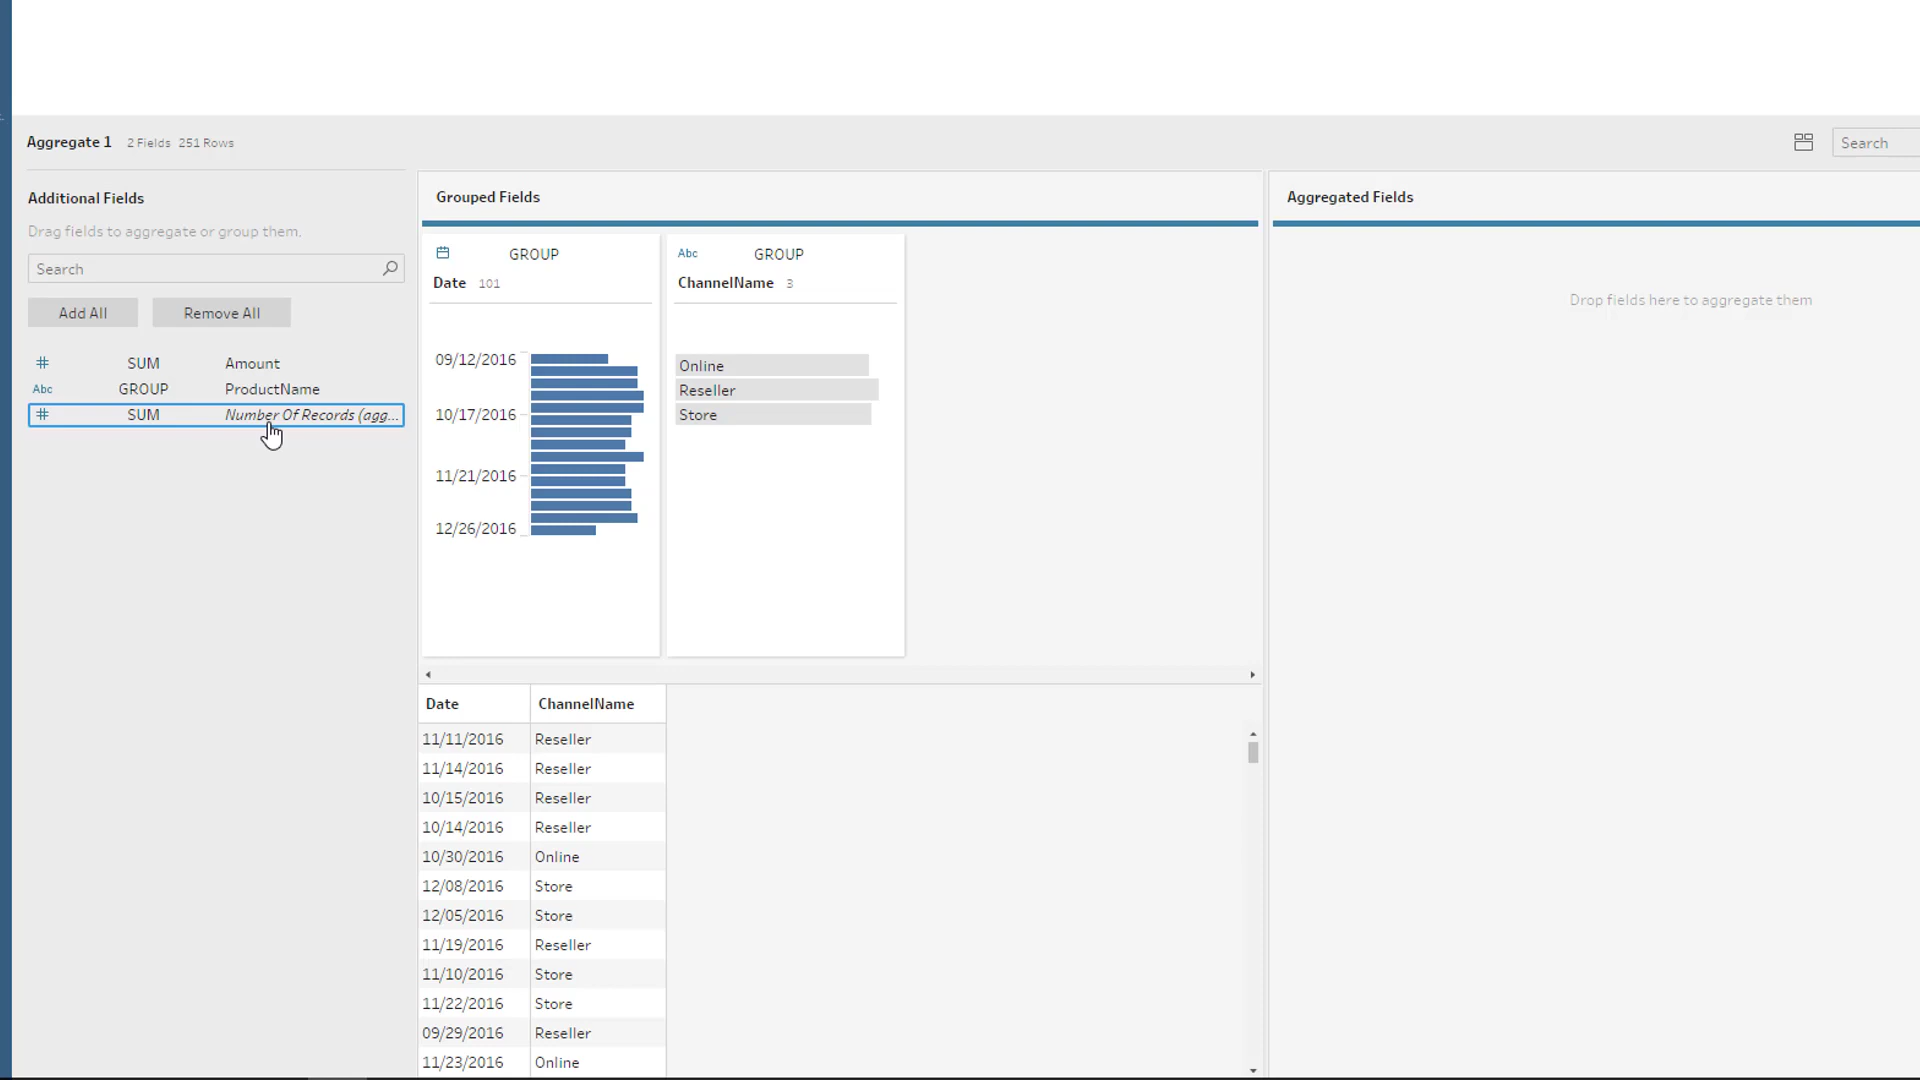 Aggregate 1 2 Fields 251 Rows
Search
Additional Fields
Drag fields to aggregate or group them.
Search
Add All Remove All
# SUM Amount
Abc GROUP ProductName
# SUM Number Of Records (agg...
Grouped Fields
GROUP
Date 101
09/12/2016
10/17/2016
11/21/2016
12/26/2016
Abc GROUP
ChannelName 3
Online
Reseller
Store
Aggregated Fields
Drop fields here to aggregate them
Date ChannelName
11/11/2016 Reseller
11/14/2016 Reseller
10/15/2016 Reseller
10/14/2016 Reseller
10/30/2016 Online
12/08/2016 Store
12/05/2016 Store
11/19/2016 Reseller
11/10/2016 Store
11/22/2016 Store
09/29/2016 Reseller
11/23/2016 Online